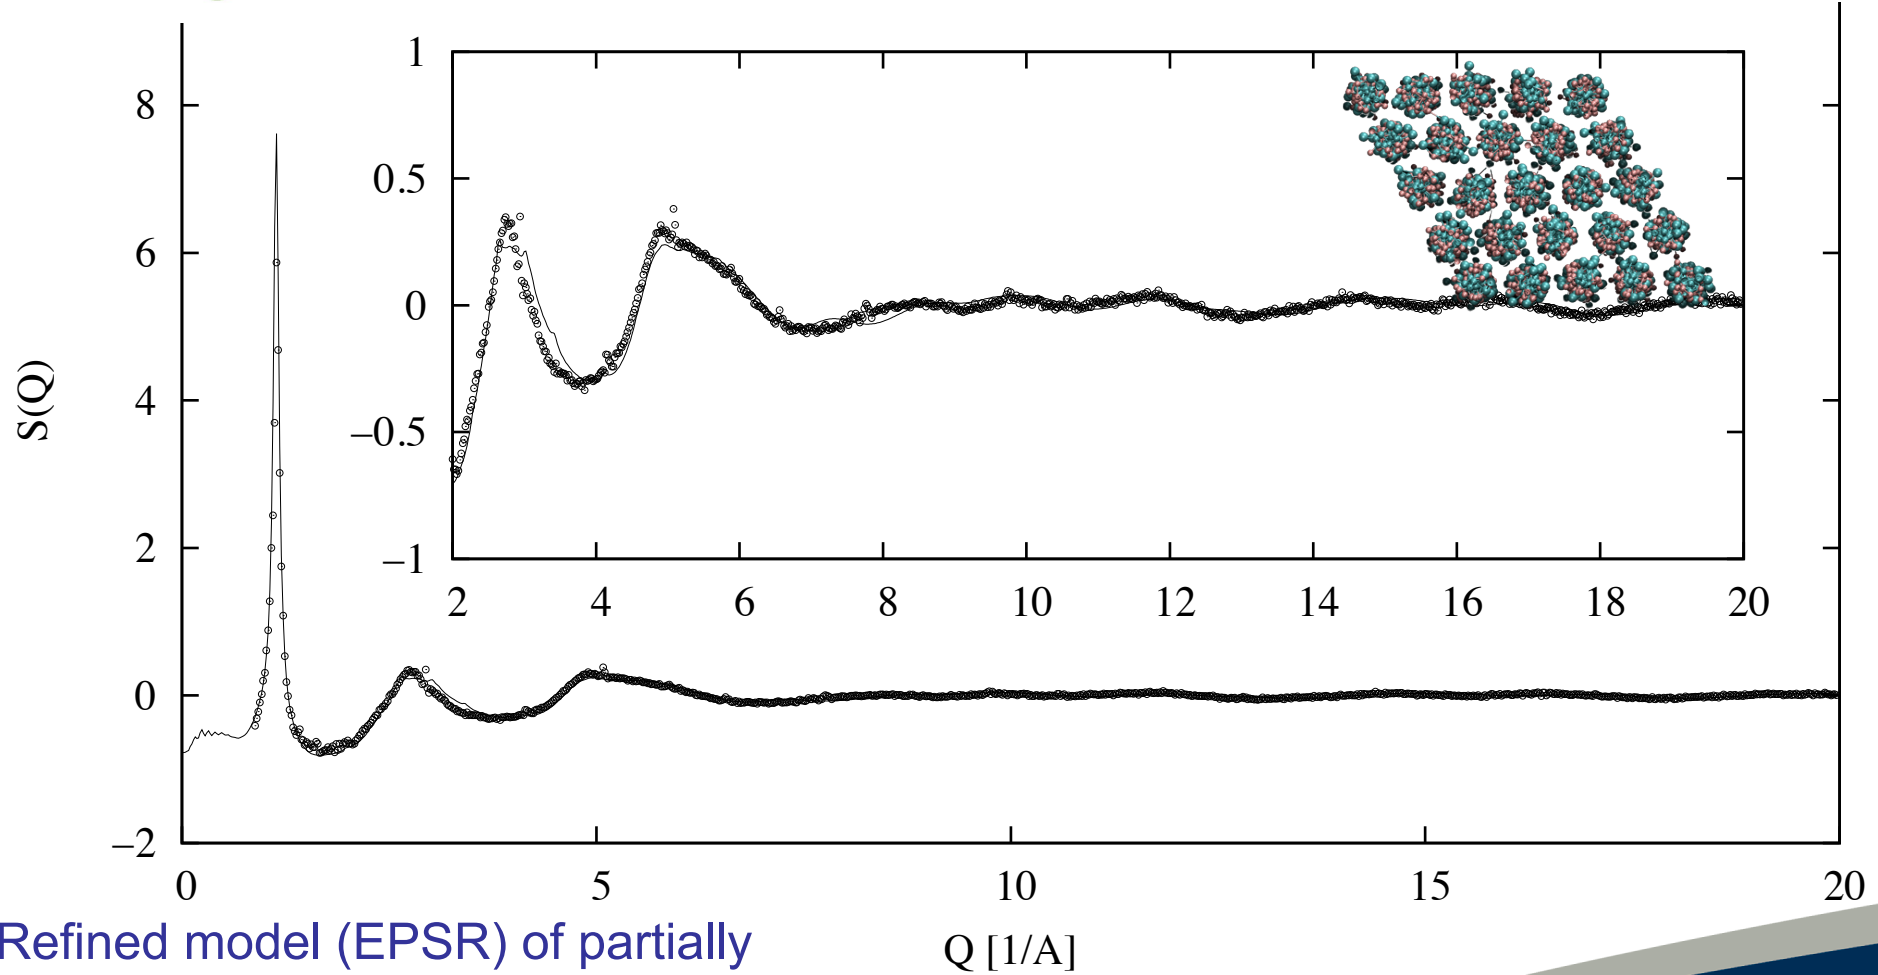 1
8
0.5
6
0
S(Q)
4
−0.5
2
−1
2 4 6 8 10 12 14 16 18 20
0
−2
0 5 10 15 20
Refined model (EPSR) of partially
Q [1/A]